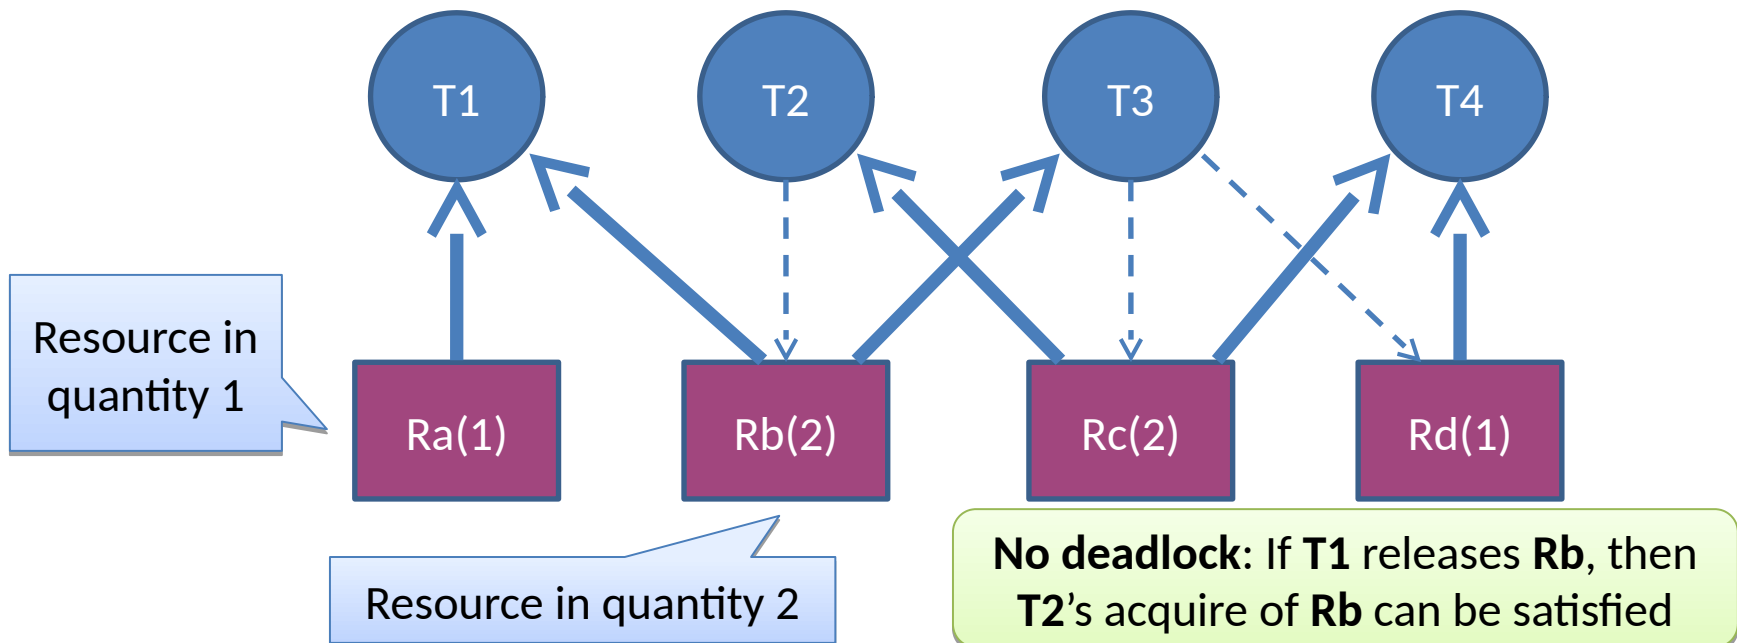 T1
T2
T3
T4
Resource in
quantity 1
Ra(1)
Rb(2)
Rc(2)
Rd(1)
Resource in quantity 2
No deadlock: If T1 releases Rb, then
T2’s acquire of Rb can be satisfied